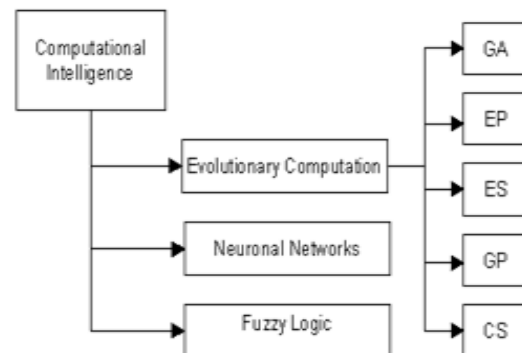 Computational
Intelligence
Evolutionary Computation
Neuronal Networks
Fuzzy Logic
GA
EP
ES
GP
CS